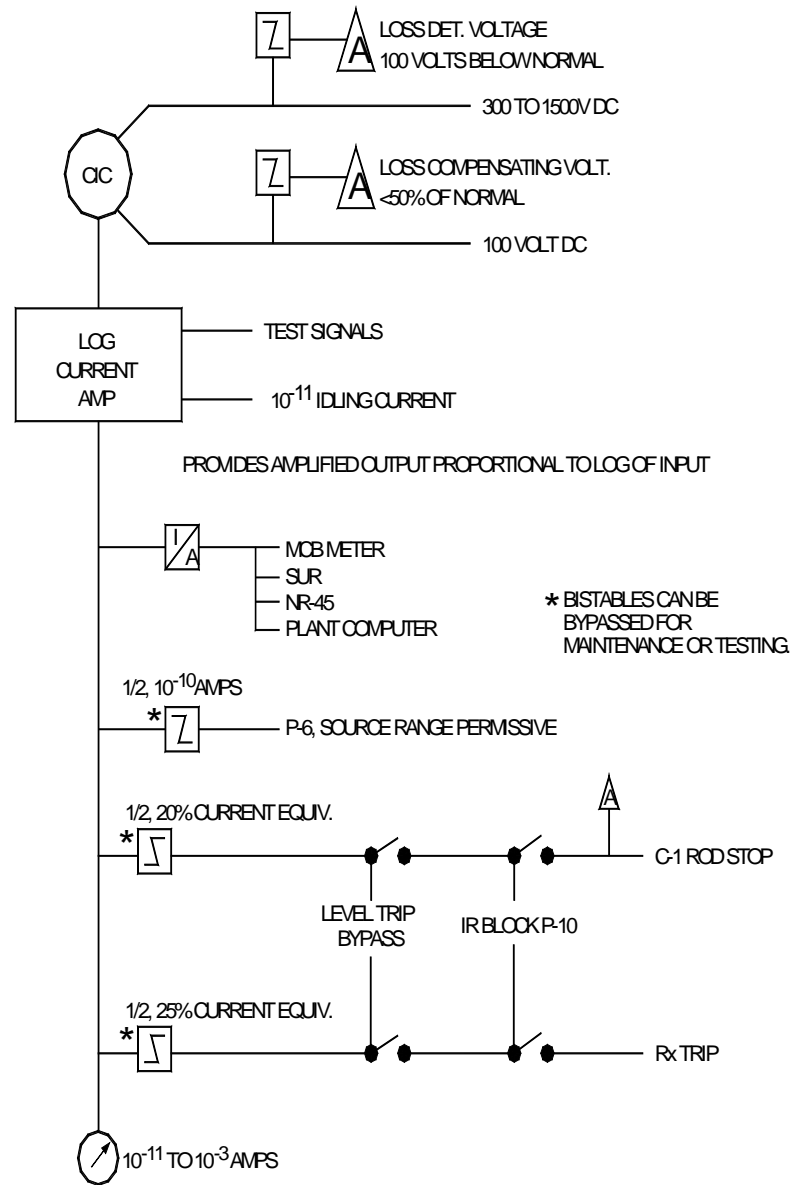 A LOSS DET. VOLTAGE
100 VOLTS BELOW NORMAL
300 TO 1500V DC
CIC
A LOSS COMPENSATING VOLT.
<50% OF NORMAL
100 VOLT DC
LOG
CURRENT
AMP
TEST SIGNALS
10⁻¹¹ IDLING CURRENT
PROVIDES AMPLIFIED OUTPUT PROPORTIONAL TO LOG OF INPUT
I/A
MCB METER
SUR
NR-45
PLANT COMPUTER
* BISTABLES CAN BE
BYPASSED FOR
MAINTENANCE OR TESTING.
1/2, 10⁻¹⁰ AMPS
* P-6, SOURCE RANGE PERMISSIVE
A
1/2, 20% CURRENT EQUIV.
* C-1 ROD STOP
LEVEL TRIP
BYPASS
IR BLOCK P-10
1/2, 25% CURRENT EQUIV.
* Rx TRIP
10⁻¹¹ TO 10⁻³ AMPS